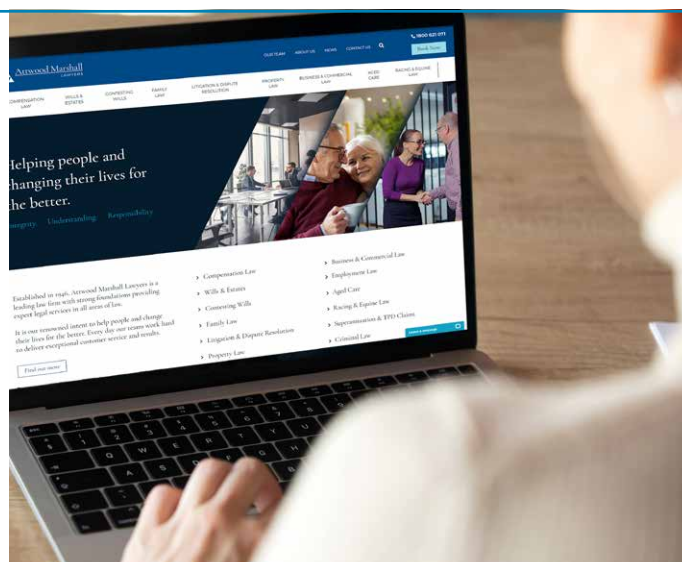 Attwood Marshall
LAWYERS
OUR TEAM ABOUT US NEWS CONTACT US
1800 621 071
Book Now
COMPENSATION LAW
WILLS & ESTATES
CONTESTING WILLS
FAMILY LAW
LITIGATION & DISPUTE RESOLUTION
PROPERTY LAW
BUSINESS & COMMERCIAL LAW
AGED CARE
RACING & EQUINE LAW
Helping people and
changing their lives for
the better.
Integrity Understanding Responsibility
Established in 1946, Attwood Marshall Lawyers is a
leading law firm with strong foundations providing
expert legal services in all areas of law.
It is our renowned intent to help people and change
their lives for the better. Every day our teams work hard
to deliver exceptional customer service and results.
Find out more
Compensation Law
Wills & Estates
Contesting Wills
Family Law
Litigation & Dispute Resolution
Property Law
Business & Commercial Law
Employment Law
Aged Care
Racing & Equine Law
Superannuation & TPD Claims
Criminal Law